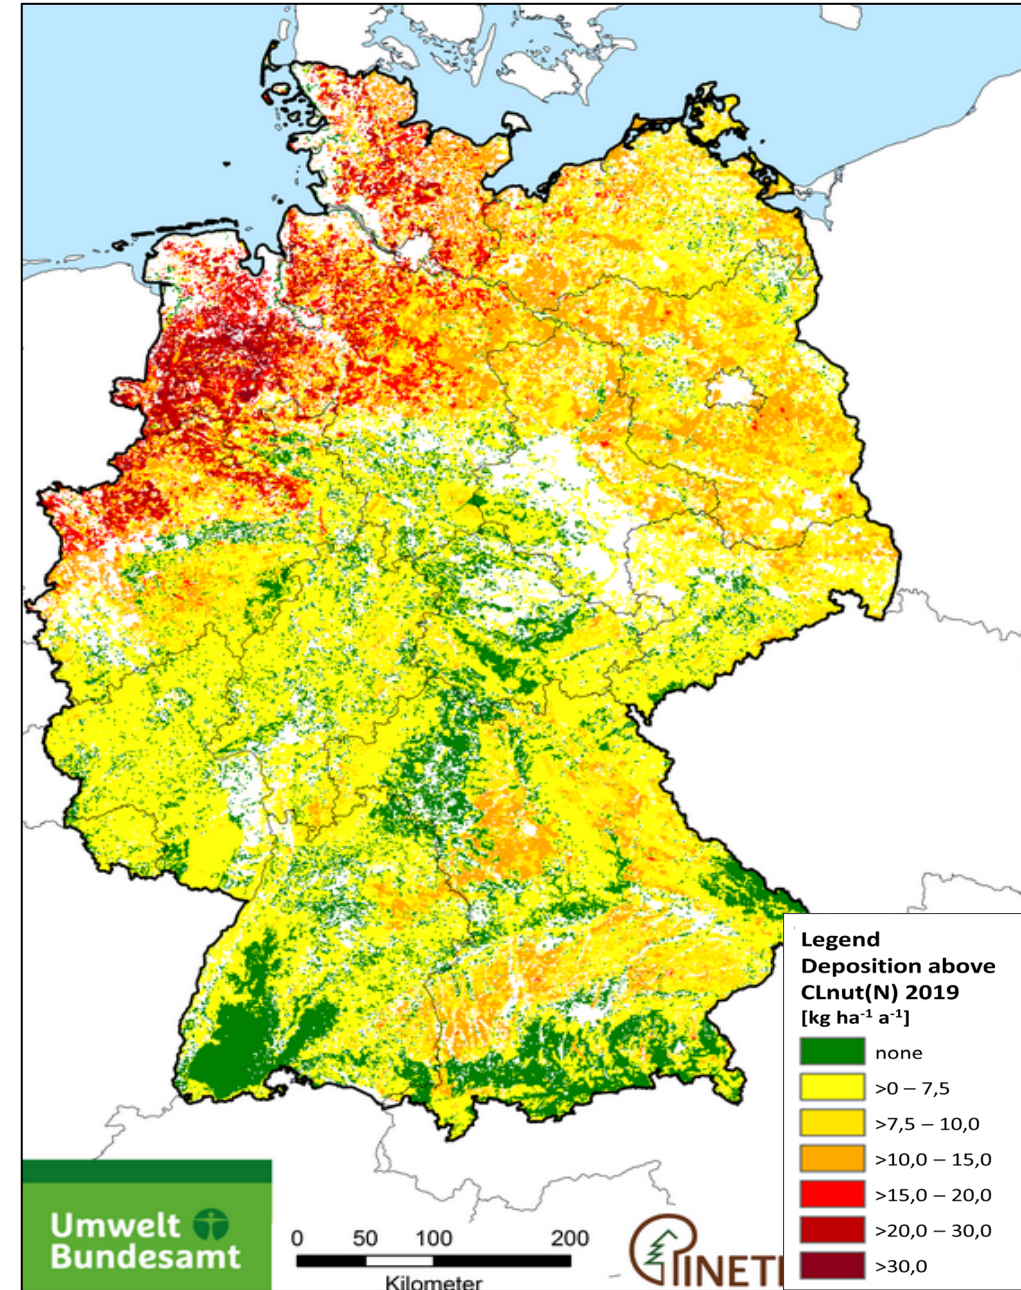 Legend
Deposition above
CLnut(N) 2019
[kg ha⁻¹ a⁻¹]
none
>0 – 7,5
>7,5 – 10,0
>10,0 – 15,0
>15,0 – 20,0
>20,0 – 30,0
>30,0
Umwelt
Bundesamt
0 50 100 200
Kilometer
PINETI